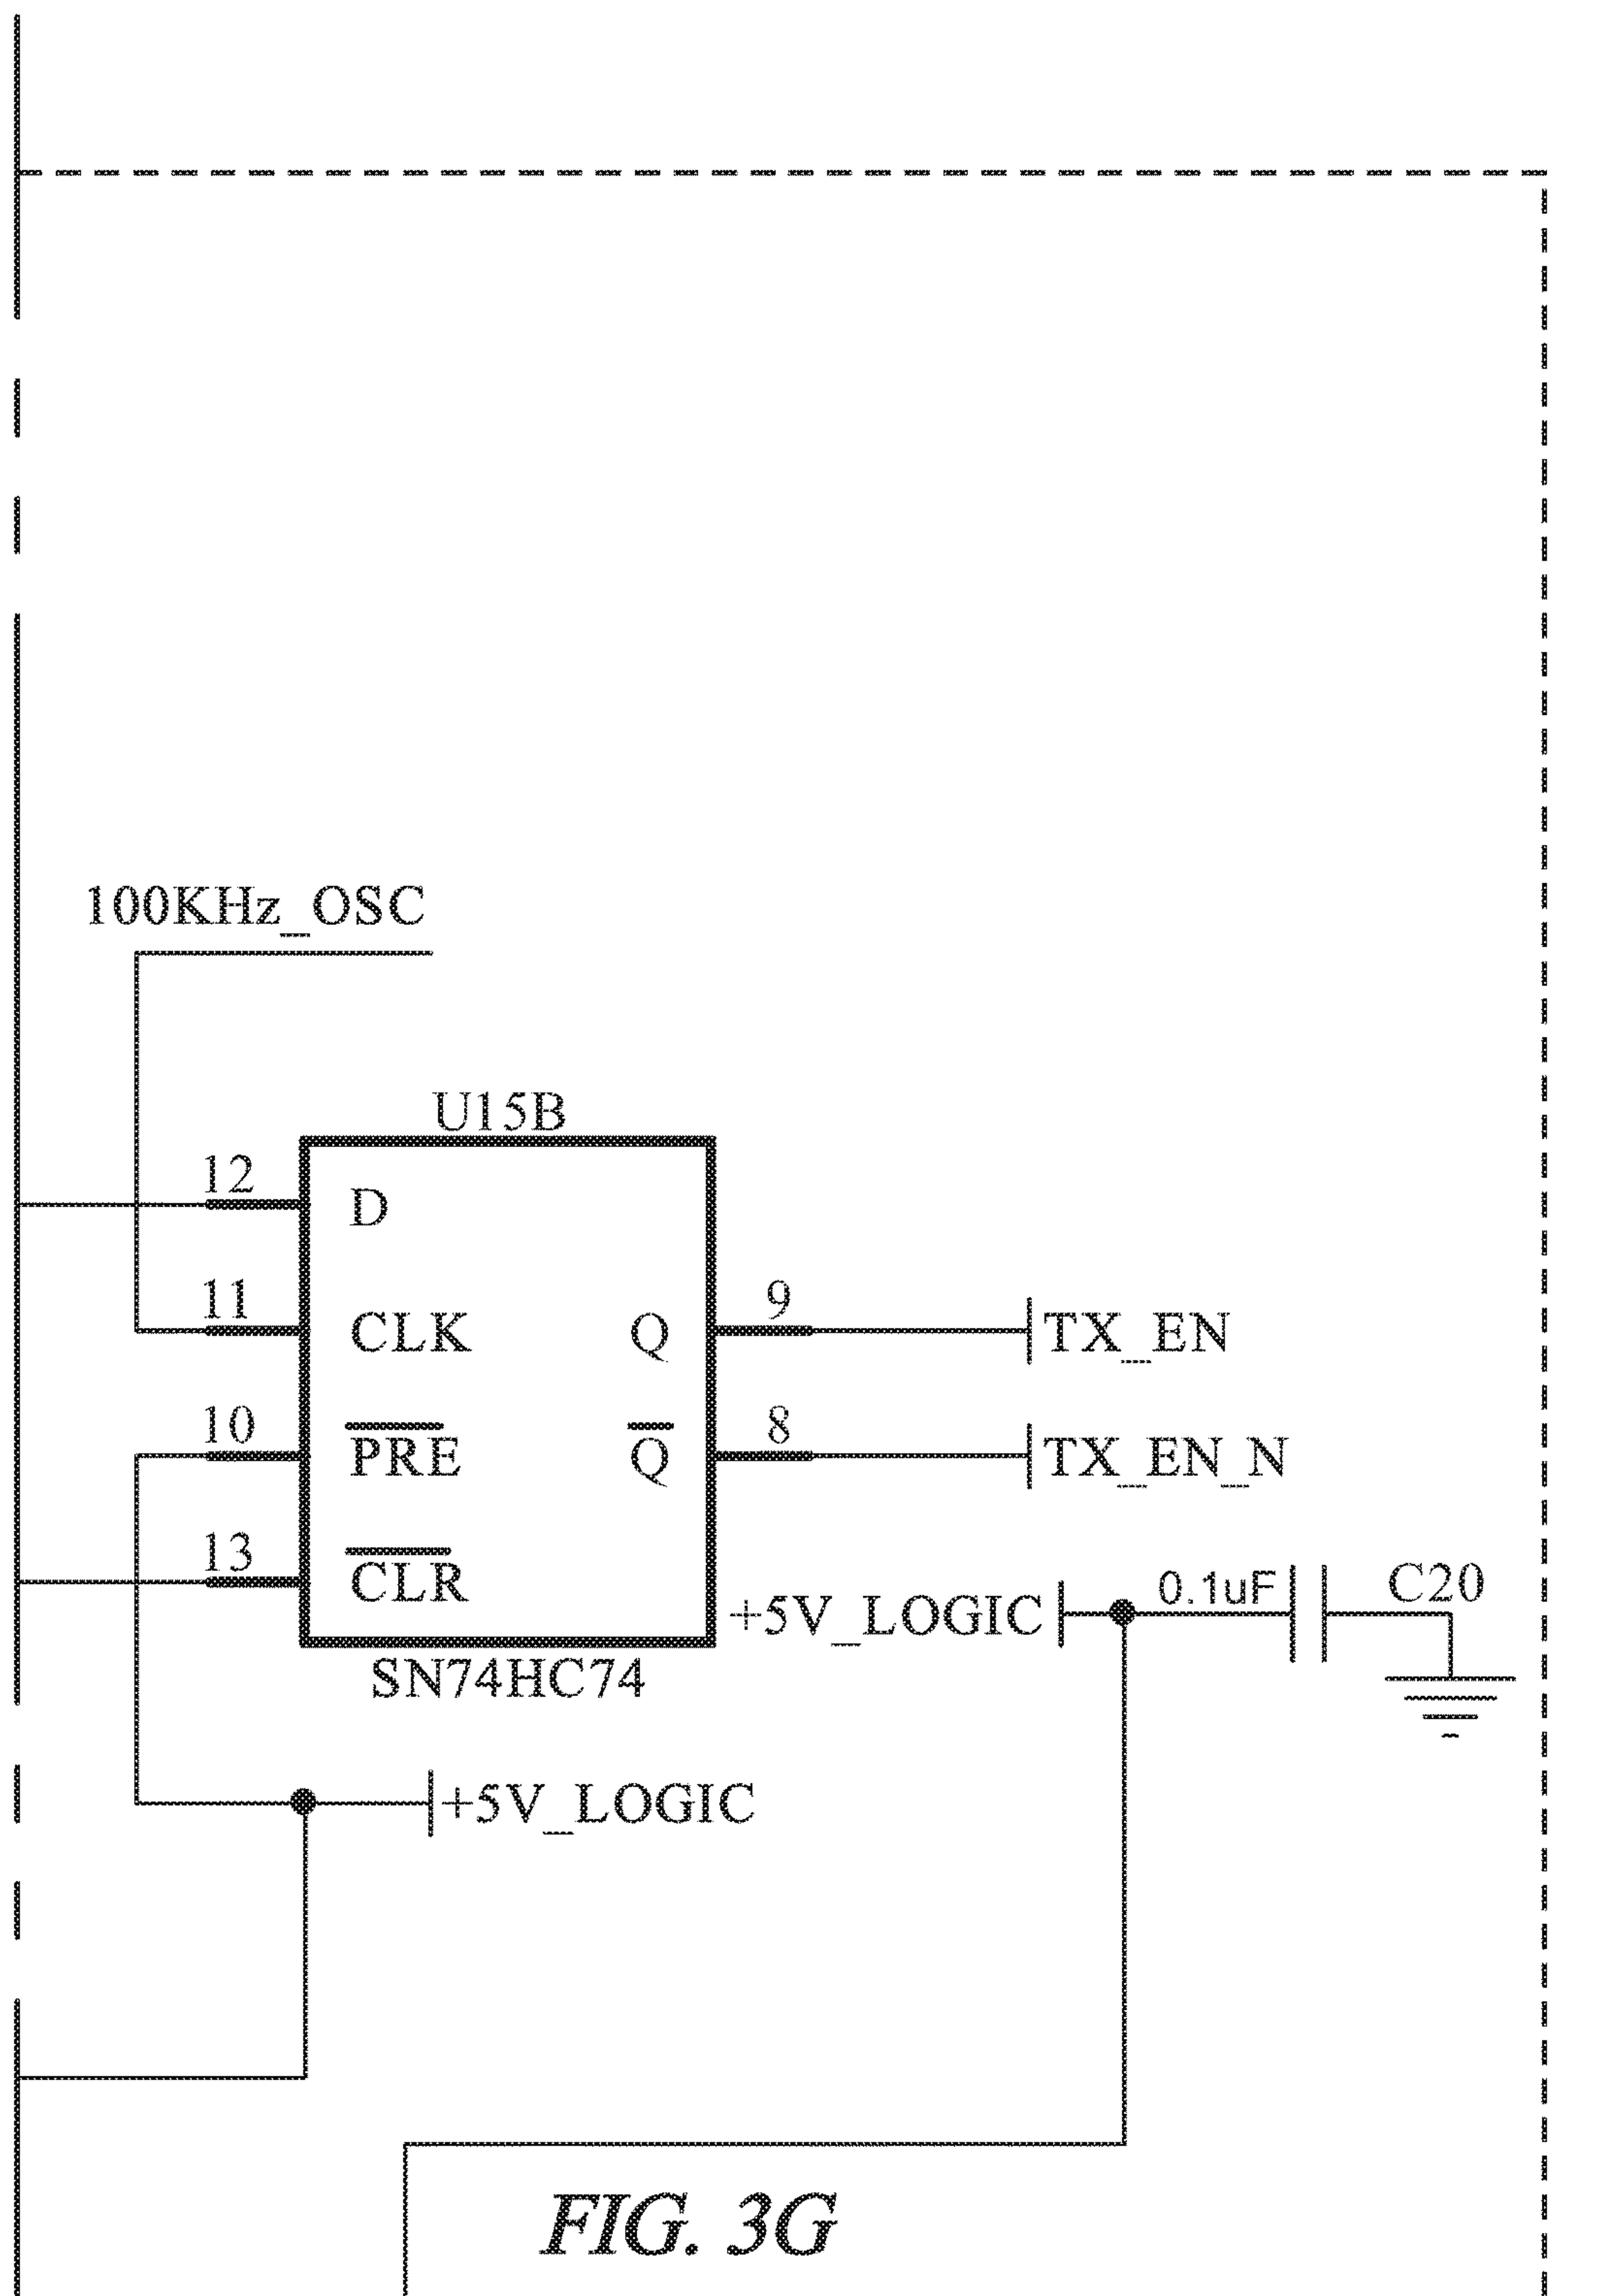 100KHz_OSC
U15B
12
D
11
CLK
Q
9
TX_EN
10
PRE
Q
8
TX_EN_N
13
CLR
+5V_LOGIC
0.1uF
C20
SN74HC74
+5V_LOGIC
FIG. 3G